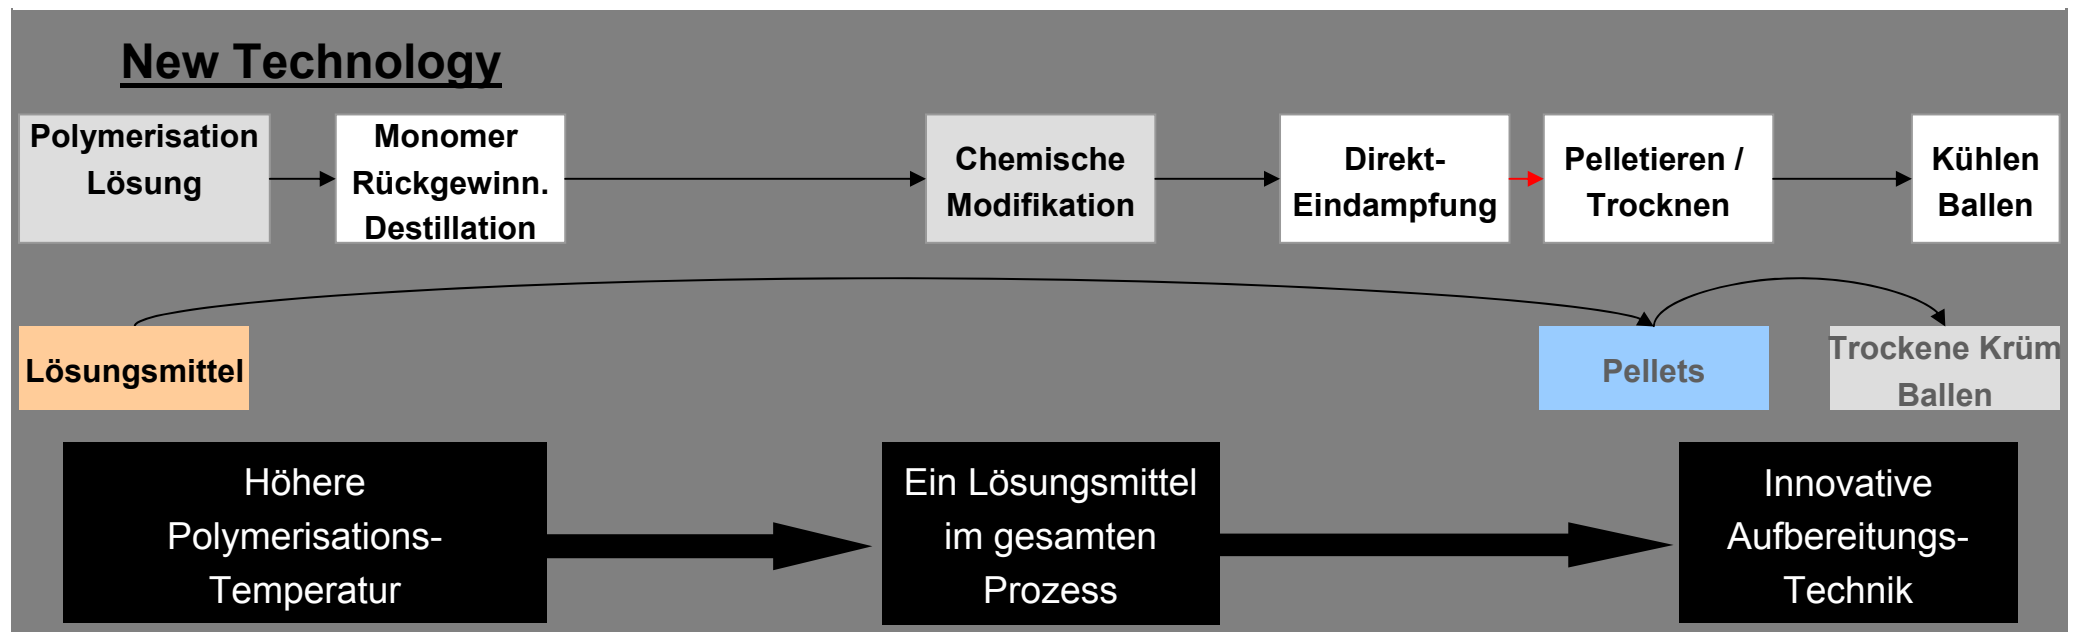 New Technology
Polymerisation
Lösung
Monomer
Rückgewinn.
Destillation
Chemische
Modifikation
Direkt-
Eindampfung
Pelletieren /
Trocknen
Kühlen
Ballen
Lösungsmittel
Pellets
Trockene Krüm
Ballen
Höhere
Polymerisations-
Temperatur
Ein Lösungsmittel
im gesamten
Prozess
Innovative
Aufbereitungs-
Technik